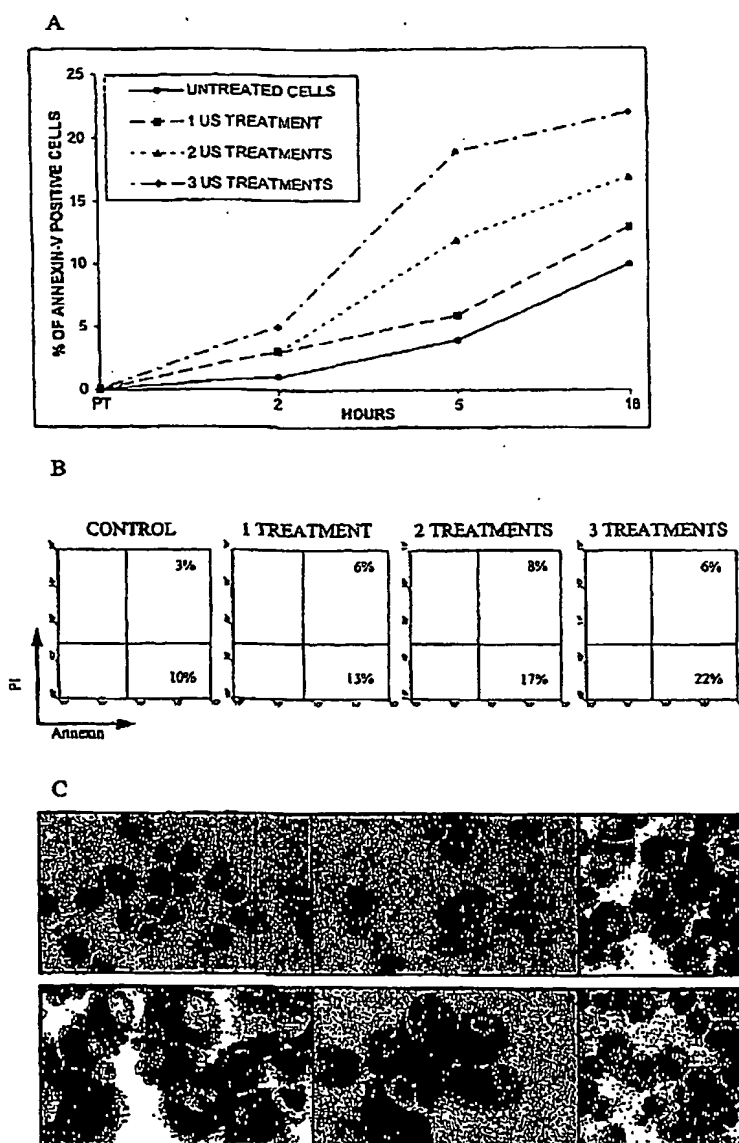 A
25
20
15
10
5
0
% OF ANNEXIN-V POSITIVE CELLS
UNTREATED CELLS
1 US TREATMENT
2 US TREATMENTS
3 US TREATMENTS
PT 2 5 18
HOURS
B
CONTROL 1 TREATMENT 2 TREATMENTS 3 TREATMENTS
3% 6% 8% 6%
10% 13% 17% 22%
PI
Annexin
C